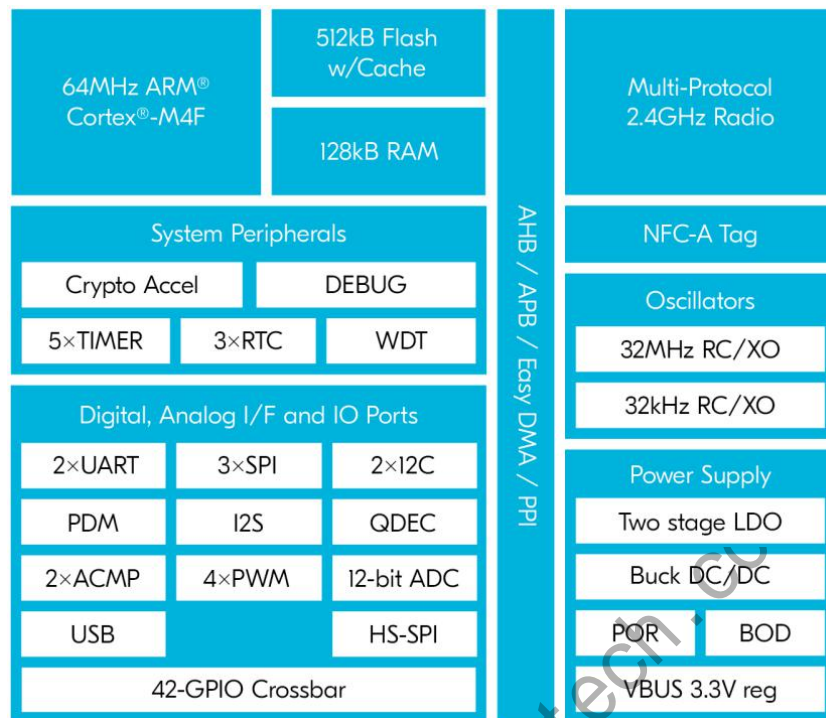 64MHz ARM®
Cortex®-M4F
512kB Flash
w/Cache
128kB RAM
System Peripherals
Crypto Accel
DEBUG
5×TIMER
3×RTC
WDT
Digital, Analog I/F and IO Ports
2×UART
3×SPI
2×I2C
PDM
I2S
QDEC
2×ACMP
4×PWM
12-bit ADC
USB
HS-SPI
42-GPIO Crossbar
AHB / APB / Easy DMA / PPI
Multi-Protocol
2.4GHz Radio
NFC-A Tag
Oscillators
32MHz RC/XO
32kHz RC/XO
Power Supply
Two stage LDO
Buck DC/DC
POR
BOD
VBUS 3.3V reg